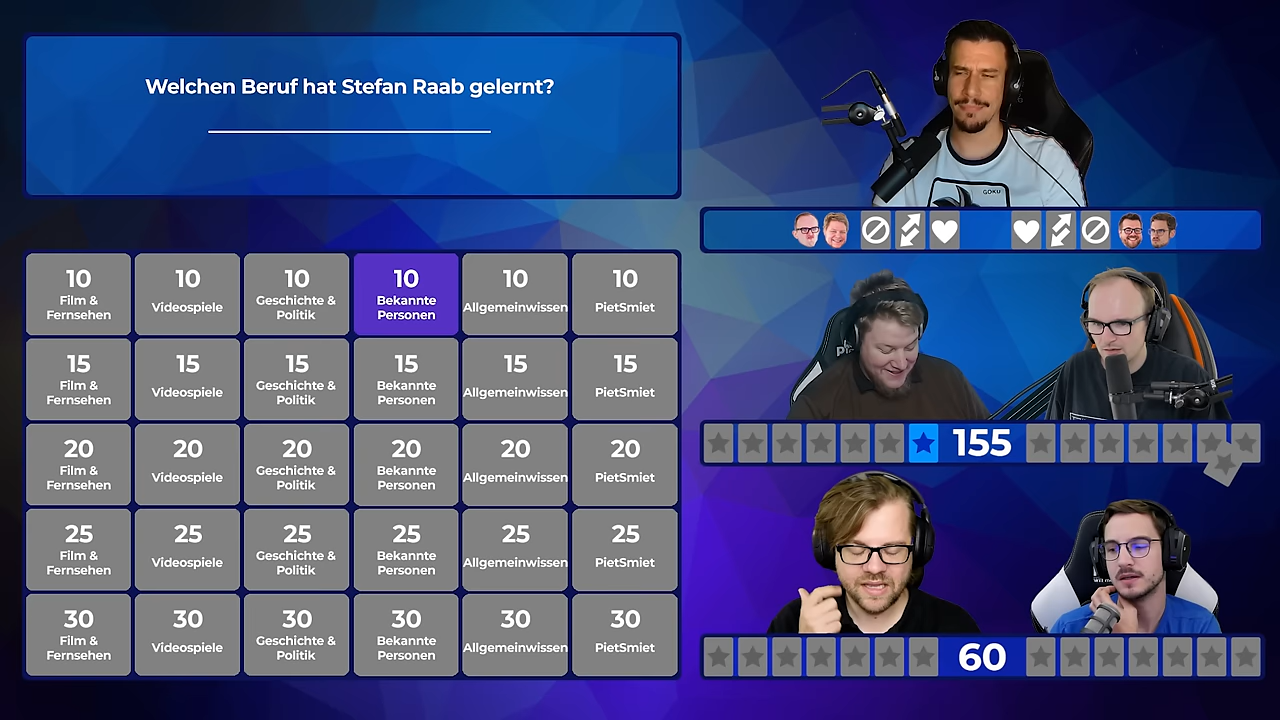 Welchen Beruf hat Stefan Raab gelernt?
10
Film &
Fernsehen
10
Videospiele
10
Geschichte &
Politik
10
Bekannte
Personen
10
Allgemeinwissen
10
PietSmiet
15
Film &
Fernsehen
15
Videospiele
15
Geschichte &
Politik
15
Bekannte
Personen
15
Allgemeinwissen
15
PietSmiet
20
Film &
Fernsehen
20
Videospiele
20
Geschichte &
Politik
20
Bekannte
Personen
20
Allgemeinwissen
20
PietSmiet
25
Film &
Fernsehen
25
Videospiele
25
Geschichte &
Politik
25
Bekannte
Personen
25
Allgemeinwissen
25
PietSmiet
30
Film &
Fernsehen
30
Videospiele
30
Geschichte &
Politik
30
Bekannte
Personen
30
Allgemeinwissen
30
PietSmiet
GOKU
155
60